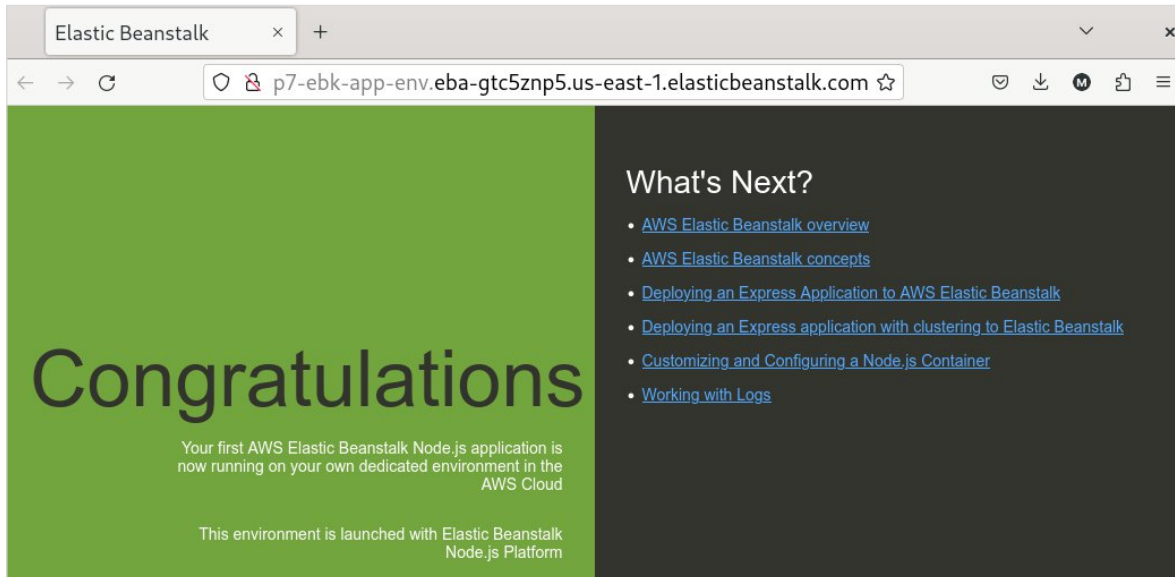 Elastic Beanstalk
p7-ebk-app-env.eba-gtc5znp5.us-east-1.elasticbeanstalk.com
M
Congratulations
Your first AWS Elastic Beanstalk Node.js application is
now running on your own dedicated environment in the
AWS Cloud
This environment is launched with Elastic Beanstalk
Node.js Platform
What's Next?
AWS Elastic Beanstalk overview
AWS Elastic Beanstalk concepts
Deploying an Express Application to AWS Elastic Beanstalk
Deploying an Express application with clustering to Elastic Beanstalk
Customizing and Configuring a Node.js Container
Working with Logs